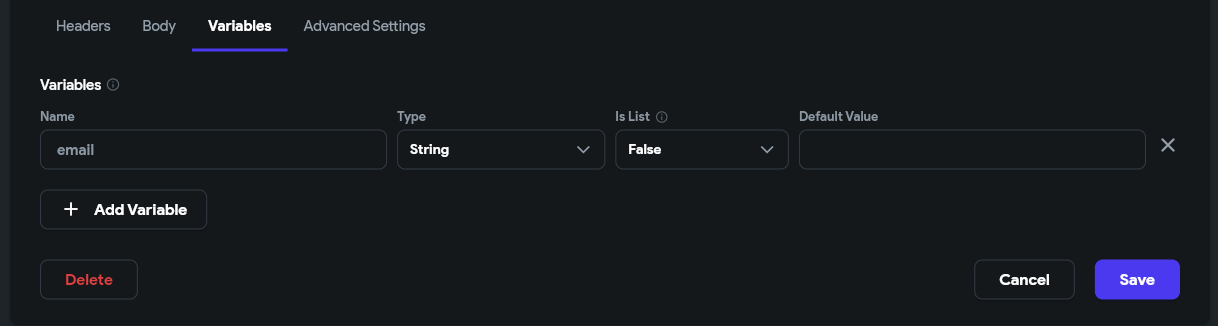 Headers Body Variables Advanced Settings
Variables
Name Type Is List Default Value
email String False
Add Variable
Delete Cancel Save